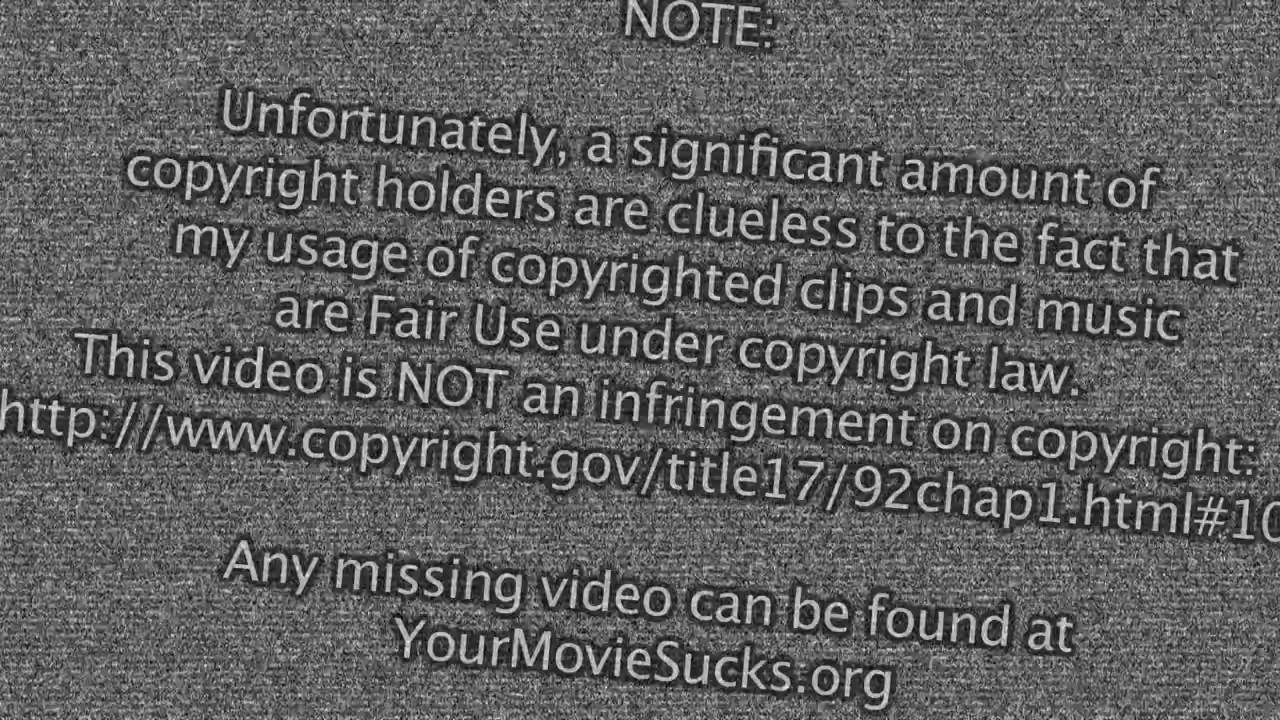 NOTE:
Unfortunately, a significant amount of
copyright holders are clueless to the fact that
my usage of copyrighted clips and music
are Fair Use under copyright law.
This video is NOT an infringement on copyright:
http://www.copyright.gov/title17/92chap1.html#10
Any missing video can be found at
YourMovieSucks.org